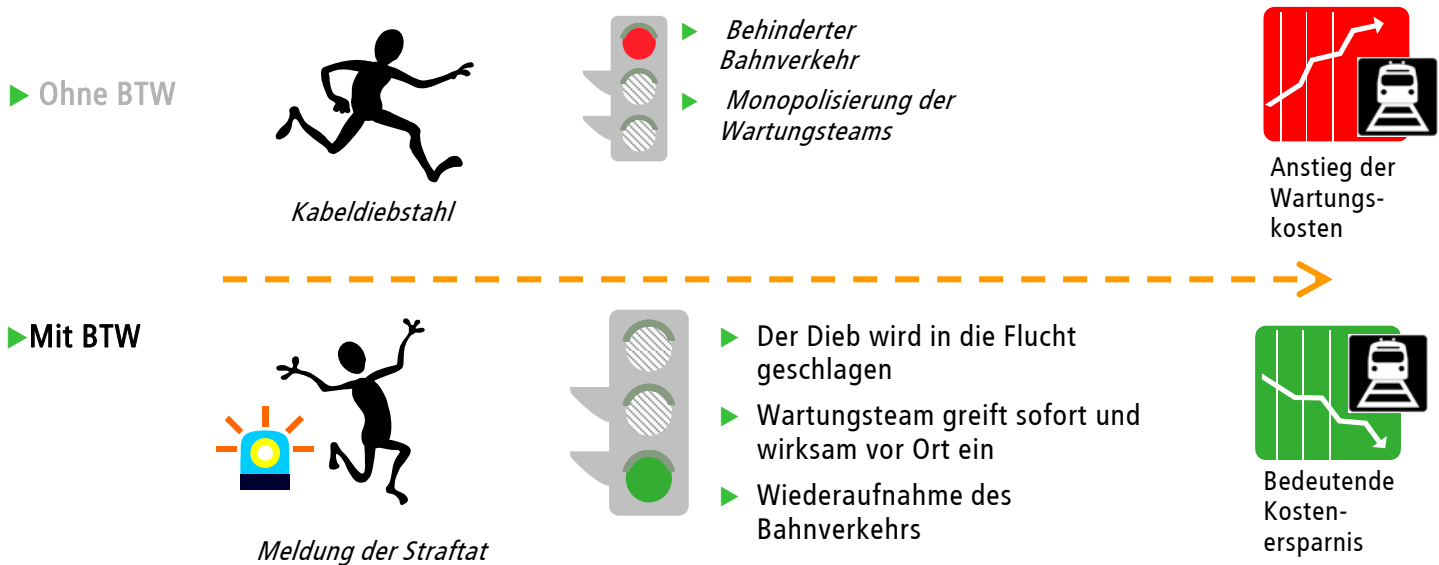 Ohne BTW
Kabeldiebstahl
Behinderter
Bahnverkehr
Monopolisierung der
Wartungsteams
Anstieg der
Wartungs-
kosten
Mit BTW
Meldung der Straftat
Der Dieb wird in die Flucht
geschlagen
Wartungsteam greift sofort und
wirksam vor Ort ein
Wiederaufnahme des
Bahnverkehrs
Bedeutende
Kosten-
ersparnis